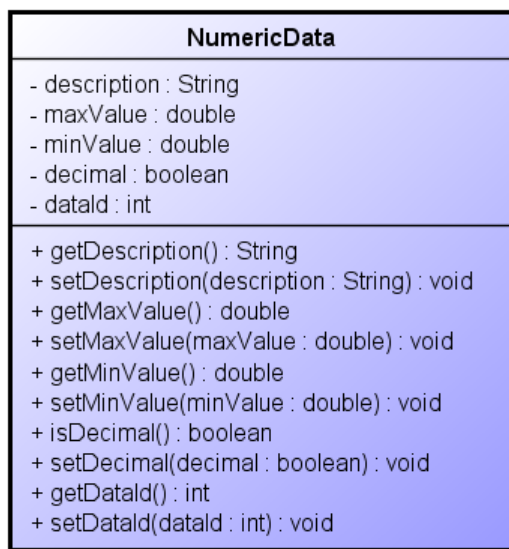 NumericData
- description : String
- maxValue : double
- minValue : double
- decimal : boolean
- dataId : int
+ getDescription() : String
+ setDescription(description : String) : void
+ getMaxValue() : double
+ setMaxValue(maxValue : double) : void
+ getMinValue() : double
+ setMinValue(minValue : double) : void
+ isDecimal() : boolean
+ setDecimal(decimal : boolean) : void
+ getDataId() : int
+ setDataId(dataId : int) : void